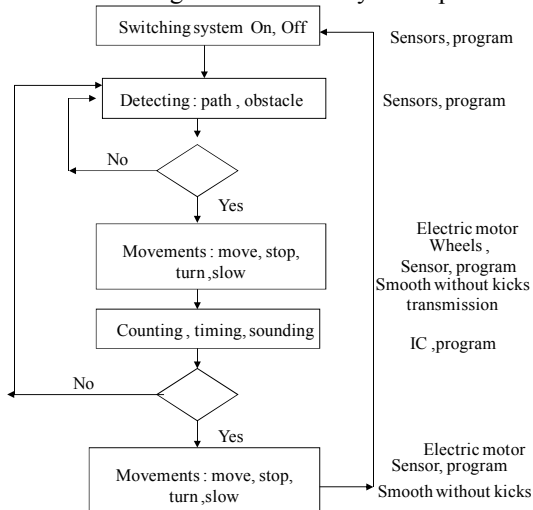 Switching system On, Off
Sensors, program
Detecting : path , obstacle
Sensors, program
No
Yes
Movements : move, stop,
turn ,slow
Electric motor
Wheels ,
Sensor, program
Smooth without kicks
transmission
Counting , timing, sounding
IC ,program
No
Yes
Movements : move, stop,
turn ,slow
Electric motor
Sensor, program
Smooth without kicks